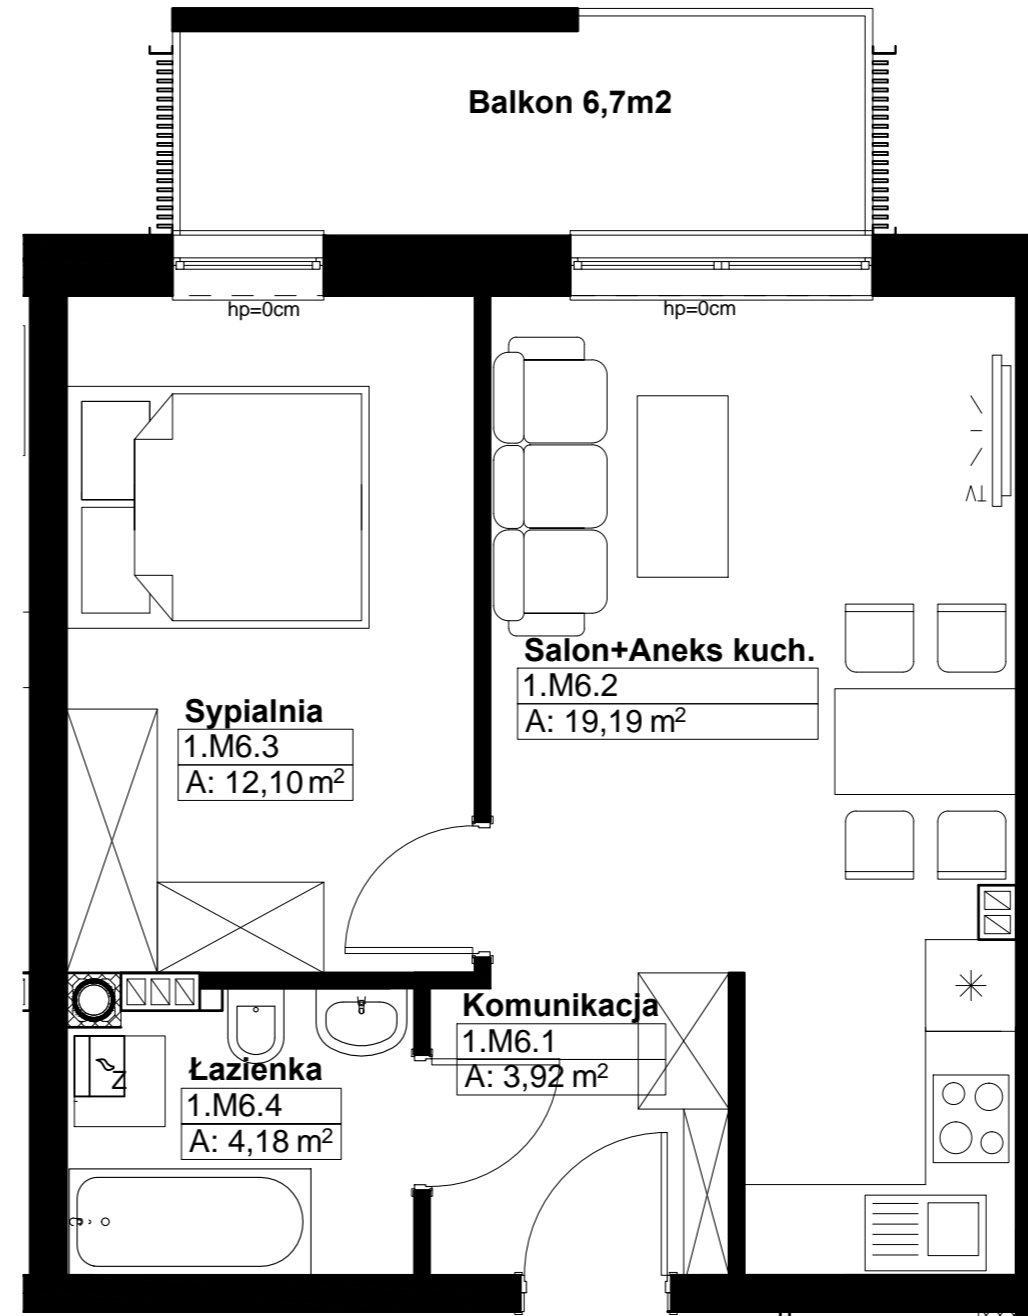 Balkon 6,7m2
hp=0cm
hp=0cm
TV
Salon+Aneks kuch.
1.M6.2
A: 19,19 m²
Sypialnia
1.M6.3
A: 12,10 m²
Komunikacja
1.M6.1
A: 3,92 m²
Łazienka
1.M6.4
A: 4,18 m²
Z